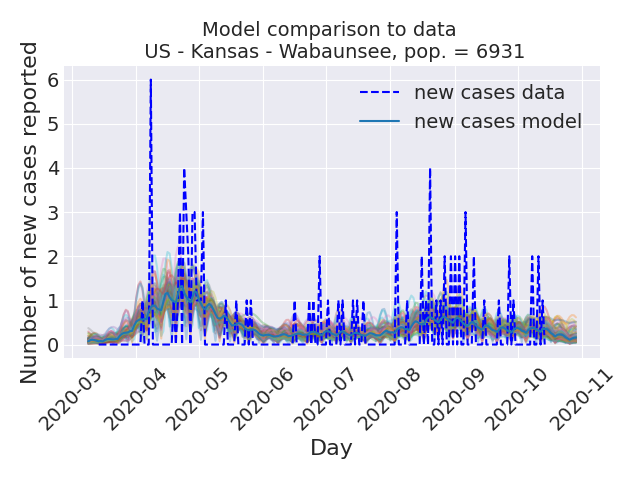 Model comparison to data
US - Kansas - Wabaunsee, pop. = 6931
Number of new cases reported
6
5
4
3
2
1
0
new cases data
new cases model
2020-03
2020-04
2020-05
2020-06
2020-07
2020-08
2020-09
2020-10
2020-11
Day